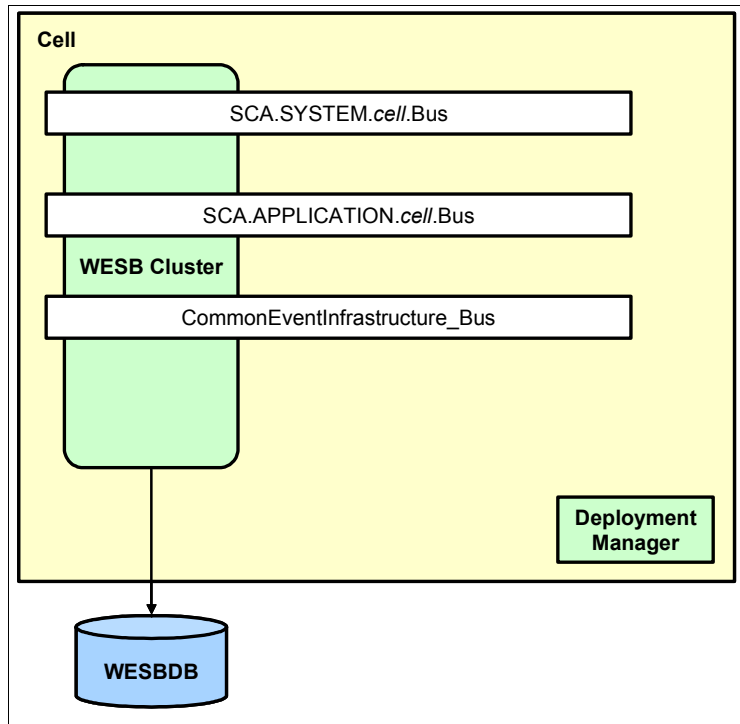 Cell
SCA.SYSTEM.cell.Bus
SCA.APPLICATION.cell.Bus
WESB Cluster
CommonEventInfrastructure_Bus
Deployment
Manager
WESBDB